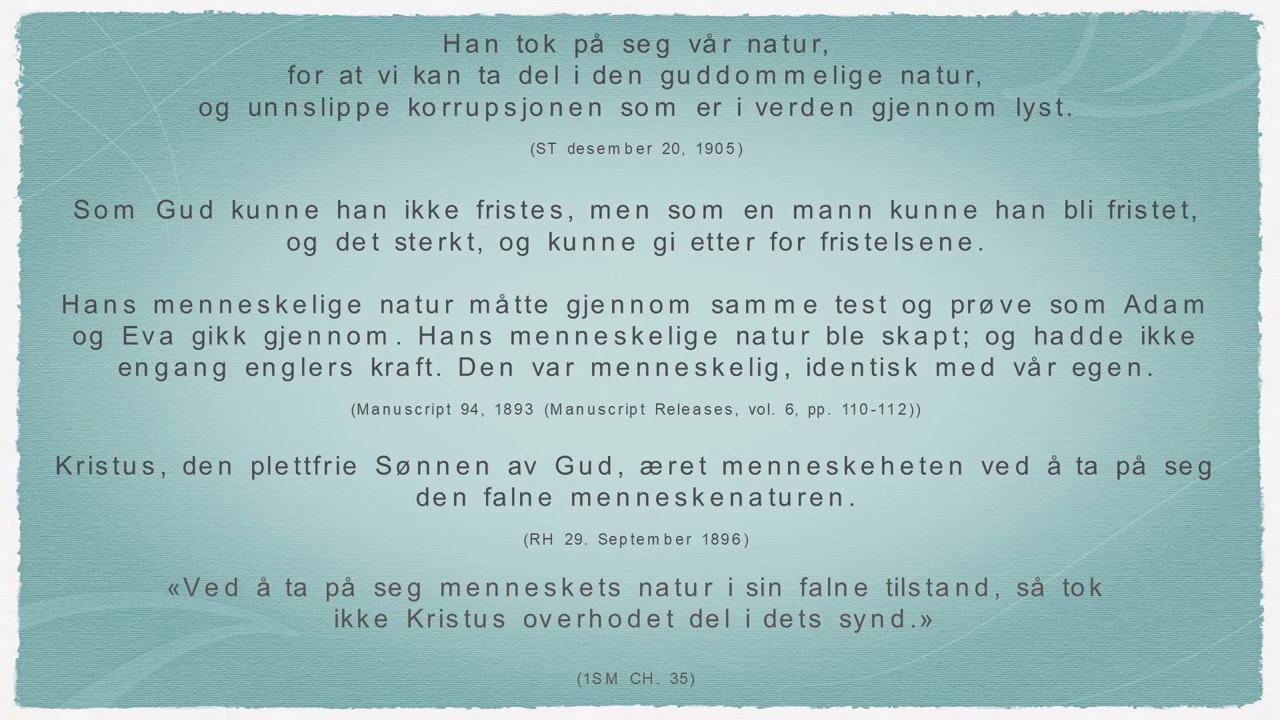 Han tok på seg vår natur,
for at vi kan ta del i den guddommelige natur,
og unnslippe korrupsjonen som er i verden gjennom lyst.
(ST desember 20, 1905)
Som Gud kunne han ikke fristes, men som en mann kunne han bli fristet,
og det sterkt, og kunne gi etter for fristelsene.
Hans menneskelige natur måtte gjennom samme test og prøve som Adam
og Eva gikk gjennom. Hans menneskelige natur ble skapt; og hadde ikke
engang englers kraft. Den var menneskelig, identisk med vår egen.
(Manuscript 94, 1893 (Manuscript Releases, vol. 6, pp. 110-112))
Kristus, den plettfrie Sønnen av Gud, æret menneskeheten ved å ta på seg
den falne menneskenaturen.
(RH 29. September 1896)
«Ved å ta på seg menneskets natur i sin falne tilstand, så tok
ikke Kristus overhodet del i dets synd.»
(1SM CH. 35)